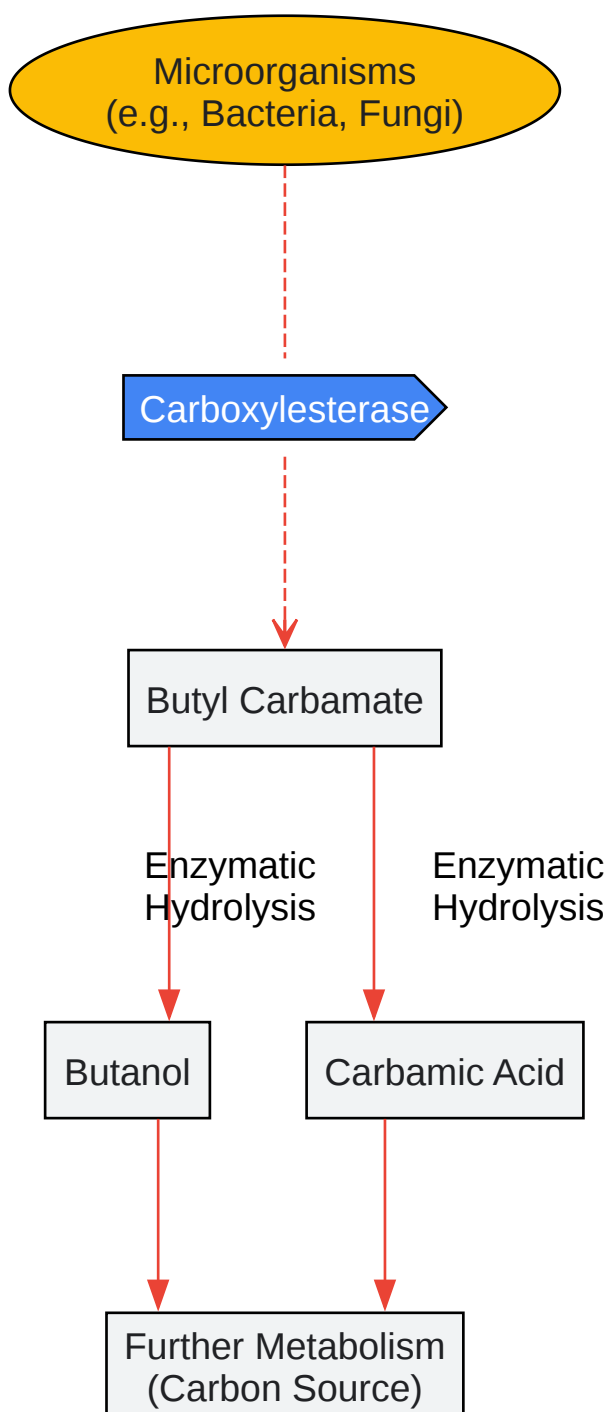 Microorganisms
(e.g., Bacteria, Fungi)
Carboxylesterase
Butyl Carbamate
Enzymatic
Hydrolysis
Enzymatic
Hydrolysis
Butanol
Carbamic Acid
Further Metabolism
(Carbon Source)